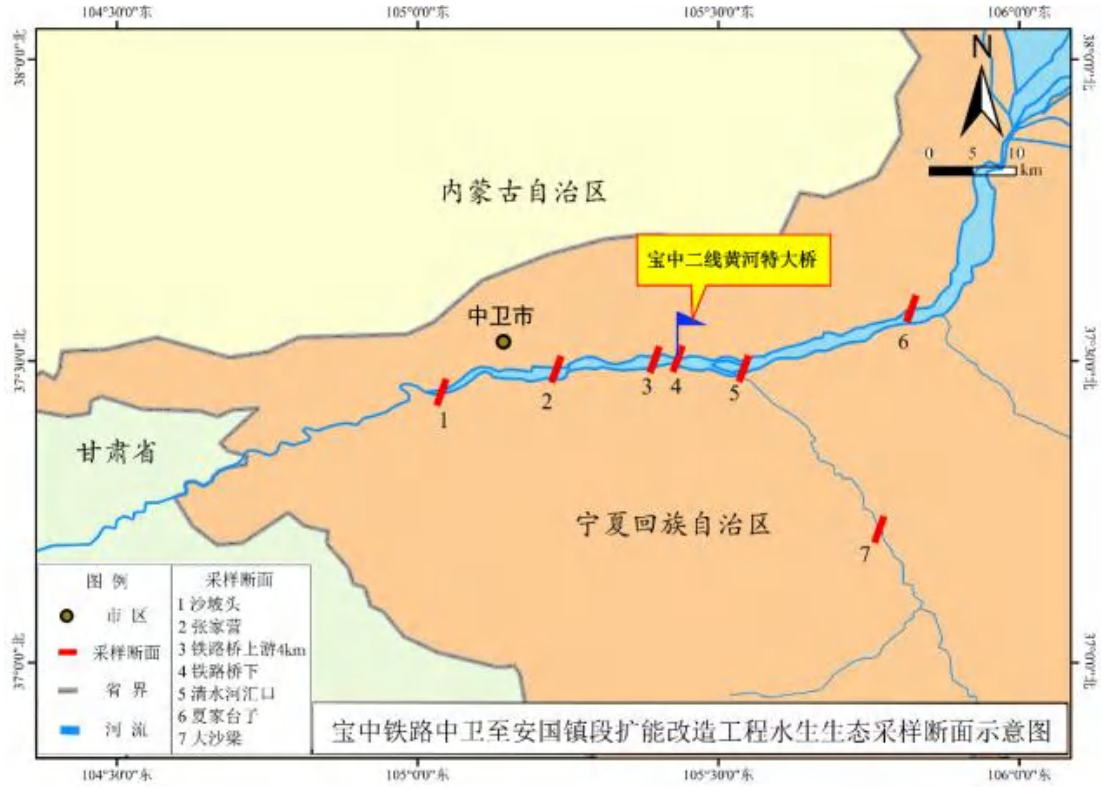 104°30'0"东
105°0'0"东
105°30'0"东
106°0'0"东
38°0'0"北
38°0'0"北
N
0 5 10
km
内蒙古自治区
宝中二线黄河特大桥
中卫市
37°30'0"北
37°30'0"北
1
2
3
4
5
6
甘肃省
宁夏回族自治区
7
图 例
市 区
采样断面
省 界
河 流
采样断面
1 沙坡头
2 张家营
3 铁路桥上游4km
4 铁路桥下
5 清水河汇口
6 夏家台子
7 大沙梁
37°0'0"北
37°0'0"北
宝中铁路中卫至安国镇段扩能改造工程水生生态采样断面示意图
104°30'0"东
105°0'0"东
105°30'0"东
106°0'0"东